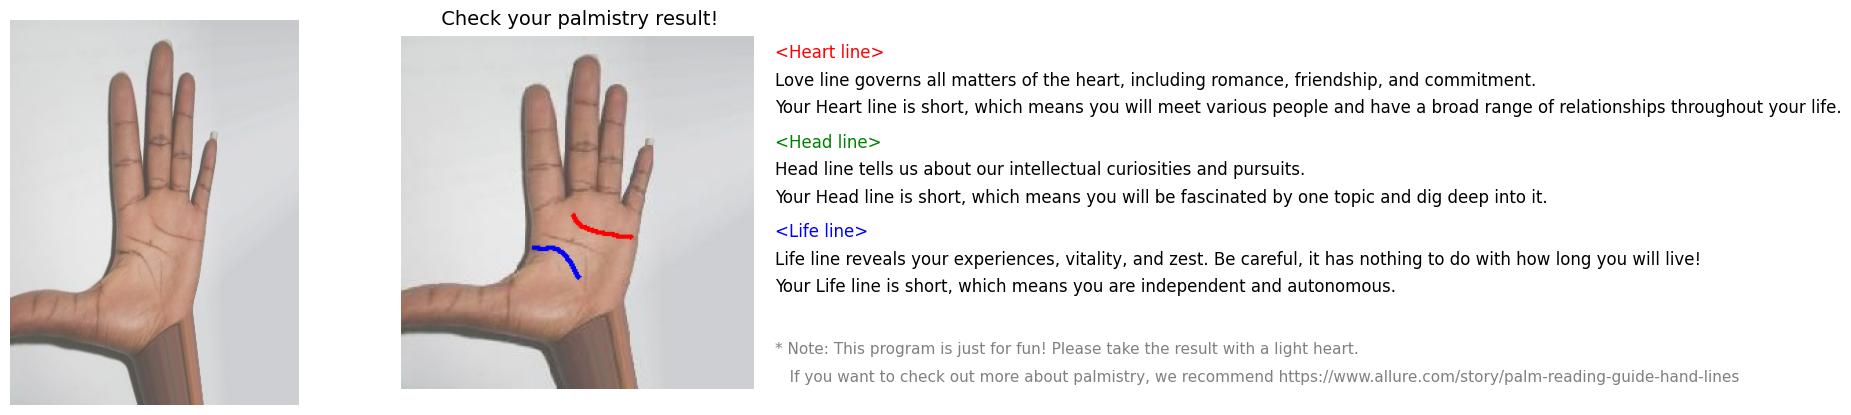 Check your palmistry result!
<Heart line>
Love line governs all matters of the heart, including romance, friendship, and commitment.
Your Heart line is short, which means you will meet various people and have a broad range of relationships throughout your life.
<Head line>
Head line tells us about our intellectual curiosities and pursuits.
Your Head line is short, which means you will be fascinated by one topic and dig deep into it.
<Life line>
Life line reveals your experiences, vitality, and zest. Be careful, it has nothing to do with how long you will live!
Your Life line is short, which means you are independent and autonomous.
* Note: This program is just for fun! Please take the result with a light heart.
If you want to check out more about palmistry, we recommend https://www.allure.com/story/palm-reading-guide-hand-lines